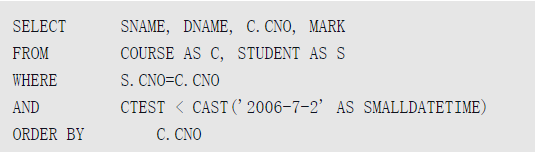 SELECT SNAME, DNAME, C.CNO, MARK
FROM COURSE AS C, STUDENT AS S
WHERE S.CNO=C.CNO
AND CTEST < CAST('2006-7-2' AS SMALLDATETIME)
ORDER BY C.CNO